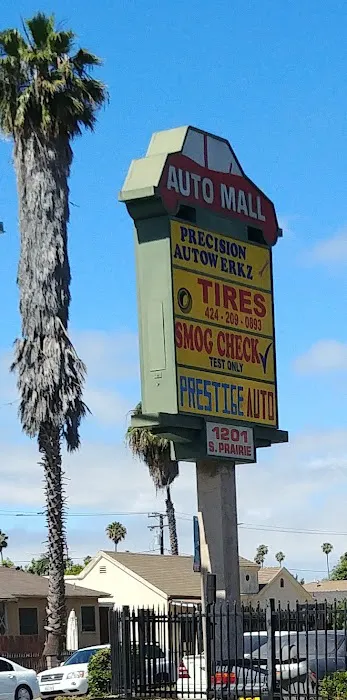 AUTO MALL
PRECISION
AUTOWERKZ
TIRES
424-209-0893
SMOG CHECK
TEST ONLY
PRESTIGE AUTO
1201
S. PRAIRIE